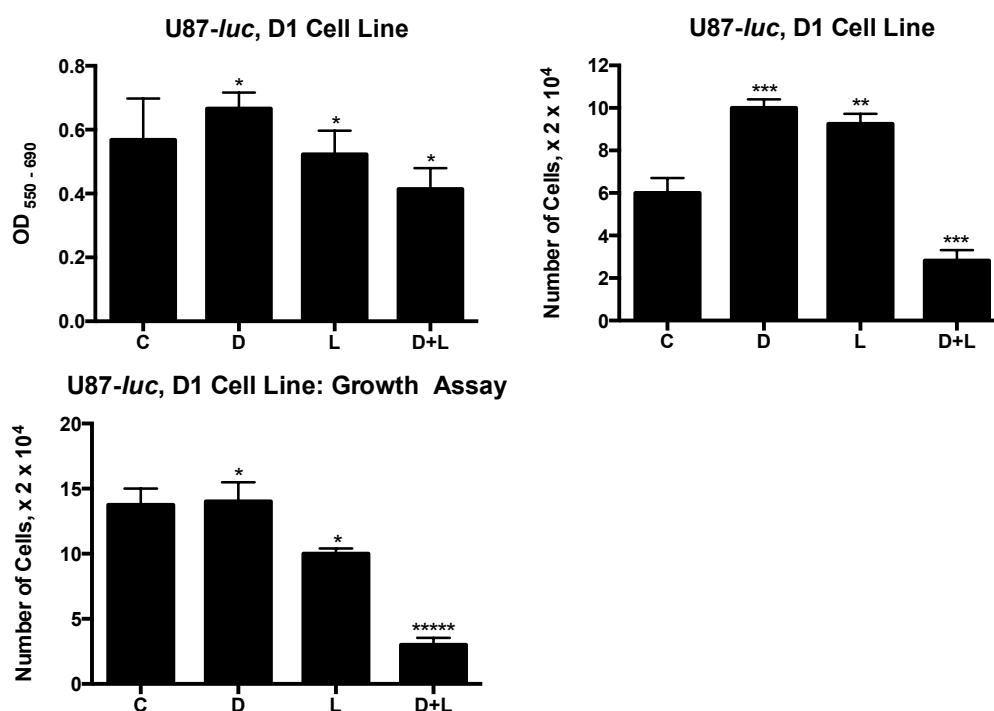 U87-luc, D1 Cell Line
OD 550 - 690
0.8
0.6
0.4
0.2
0.0
*
*
*
C D L D+L
U87-luc, D1 Cell Line
Number of Cells, x 2 x 10⁴
12
10
8
6
4
2
0
***
**
***
C D L D+L
U87-luc, D1 Cell Line: Growth Assay
Number of Cells, x 2 x 10⁴
20
15
10
5
0
*
*
*****
C D L D+L